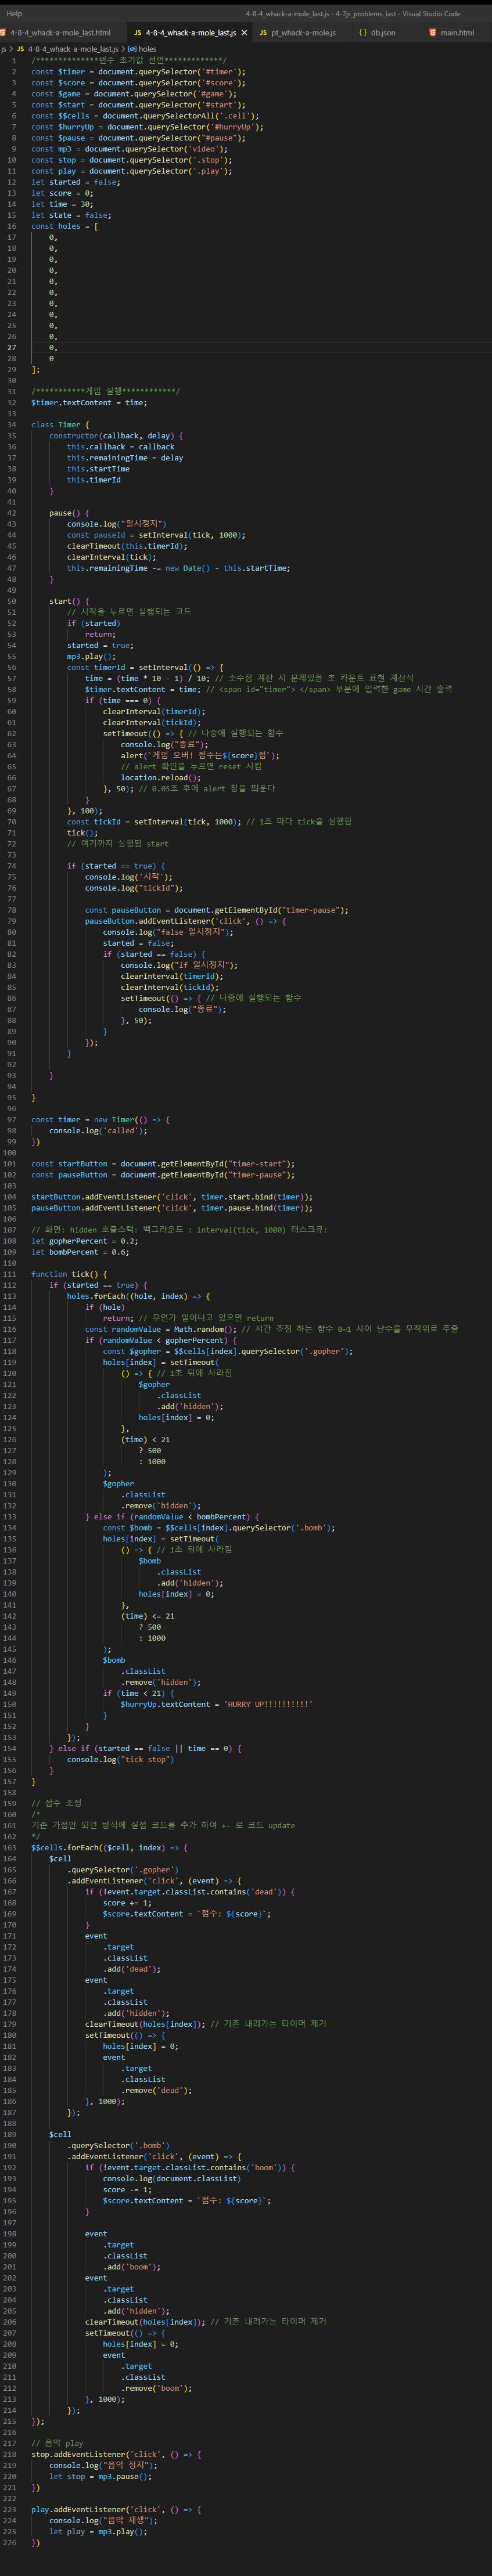 Help
4-8-4_whack-a-mole_last.js - 4-7js_problems_last - Visual Studio Code
4-8-4_whack-a-mole_last.html
JS 4-8-4_whack-a-mole_last.js ×
JS pt_whack-a-mole.js
{ } db.json
main.html
js > JS 4-8-4_whack-a-mole_last.js > holes
1 /**************변수 초기값 선언*************/
2 const $timer = document.querySelector('#timer');
3 const $score = document.querySelector('#score');
4 const $game = document.querySelector('#game');
5 const $start = document.querySelector('#start');
6 const $$cells = document.querySelectorAll('.cell');
7 const $hurryUp = document.querySelector('#hurryUp');
8 const $pause = document.querySelector("#pause");
9 const mp3 = document.querySelector('video');
10 const stop = document.querySelector('.stop');
11 const play = document.querySelector('.play');
12 let started = false;
13 let score = 0;
14 let time = 30;
15 let state = false;
16 const holes = [
17 0,
18 0,
19 0,
20 0,
21 0,
22 0,
23 0,
24 0,
25 0,
26 0,
27 0,
28 0
29 ];
30
31 /***********게임 실행************/
32 $timer.textContent = time;
33
34 class Timer {
35 constructor(callback, delay) {
36 this.callback = callback
37 this.remainingTime = delay
38 this.startTime
39 this.timerId
40 }
41
42 pause() {
43 console.log("일시정지")
44 const pauseId = setInterval(tick, 1000);
45 clearTimeout(this.timerId);
46 clearInterval(tick);
47 this.remainingTime -= new Date() - this.startTime;
48 }
49
50 start() {
51 // 시작을 누르면 실행되는 코드
52 if (started)
53 return;
54 started = true;
55 mp3.play();
56 const timerId = setInterval(() => {
57 time = (time * 10 - 1) / 10; // 소수점 계산 시 문제있음 초 카운트 표현 계산식
58 $timer.textContent = time; // <span id="timer"> </span> 부분에 입력한 game 시간 출력
59 if (time === 0) {
60 clearInterval(timerId);
61 clearInterval(tickId);
62 setTimeout(() => { // 나중에 실행되는 함수
63 console.log("종료");
64 alert(`게임 오버! 점수는${score}점`);
65 // alert 확인을 누르면 reset 시킴
66 location.reload();
67 }, 50); // 0.05초 후에 alert 창을 띄운다
68 }
69 }, 100);
70 const tickId = setInterval(tick, 1000); // 1초 마다 tick를 실행함
71 tick();
72 // 여기까지 실행됨 start
73
74 if (started == true) {
75 console.log('시작');
76 console.log("tickId");
77
78 const pauseButton = document.getElementById("timer-pause");
79 pauseButton.addEventListener('click', () => {
80 console.log("false 일시정지");
81 started = false;
82 if (started == false) {
83 console.log("if 일시정지");
84 clearInterval(timerId);
85 clearInterval(tickId);
86 setTimeout(() => { // 나중에 실행되는 함수
87 console.log("종료");
88 }, 50);
89 }
90 });
91 }
92
93 }
94
95 }
96
97 const timer = new Timer(() => {
98 console.log('called');
99 })
100
101 const startButton = document.getElementById("timer-start");
102 const pauseButton = document.getElementById("timer-pause");
103
104 startButton.addEventListener('click', timer.start.bind(timer));
105 pauseButton.addEventListener('click', timer.pause.bind(timer));
106
107 // 화면: hidden 호출스택: 백그라운드 : interval(tick, 1000) 태스크큐:
108 let gopherPercent = 0.2;
109 let bombPercent = 0.6;
110
111 function tick() {
112 if (started == true) {
113 holes.forEach((hole, index) => {
114 if (hole)
115 return; // 무언가 일어나고 있으면 return
116 const randomValue = Math.random(); // 시간 조정 하는 함수 0~1 사이 난수를 무작위로 추출
117 if (randomValue < gopherPercent) {
118 const $gopher = $$cells[index].querySelector('.gopher');
119 holes[index] = setTimeout(
120 () => { // 1초 뒤에 사라짐
121 $gopher
122 .classList
123 .add('hidden');
124 holes[index] = 0;
125 },
126 (time) < 21
127 ? 500
128 : 1000
129 );
130 $gopher
131 .classList
132 .remove('hidden');
133 } else if (randomValue < bombPercent) {
134 const $bomb = $$cells[index].querySelector('.bomb');
135 holes[index] = setTimeout(
136 () => { // 1초 뒤에 사라짐
137 $bomb
138 .classList
139 .add('hidden');
140 holes[index] = 0;
141 },
142 (time) <= 21
143 ? 500
144 : 1000
145 );
146 $bomb
147 .classList
148 .remove('hidden');
149 if (time < 21) {
150 $hurryUp.textContent = 'HURRY UP!!!!!!!!!!'
151 }
152 }
153 });
154 } else if (started == false || time == 0) {
155 console.log("tick stop")
156 }
157 }
158
159 // 점수 조정
160 /*
161 기존 가점만 되던 방식에 실점 코드를 추가 하여 +- 로 코드 update
162 */
163 $$cells.forEach(($cell, index) => {
164 $cell
165 .querySelector('.gopher')
166 .addEventListener('click', (event) => {
167 if (!event.target.classList.contains('dead')) {
168 score += 1;
169 $score.textContent = `점수: ${score}`;
170 }
171 event
172 .target
173 .classList
174 .add('dead');
175 event
176 .target
177 .classList
178 .add('hidden');
179 clearTimeout(holes[index]); // 기존 내려가는 타이머 제거
180 setTimeout(() => {
181 holes[index] = 0;
182 event
183 .target
184 .classList
185 .remove('dead');
186 }, 1000);
187 });
188
189 $cell
190 .querySelector('.bomb')
191 .addEventListener('click', (event) => {
192 if (!event.target.classList.contains('boom')) {
193 console.log(document.classList)
194 score -= 1;
195 $score.textContent = `점수: ${score}`;
196 }
197
198 event
199 .target
200 .classList
201 .add('boom');
202 event
203 .target
204 .classList
205 .add('hidden');
206 clearTimeout(holes[index]); // 기존 내려가는 타이머 제거
207 setTimeout(() => {
208 holes[index] = 0;
209 event
210 .target
211 .classList
212 .remove('boom');
213 }, 1000);
214 });
215 });
216
217 // 음악 play
218 stop.addEventListener('click', () => {
219 console.log("음악 정지");
220 let stop = mp3.pause();
221 })
222
223 play.addEventListener('click', () => {
224 console.log("음악 재생");
225 let play = mp3.play();
226 })